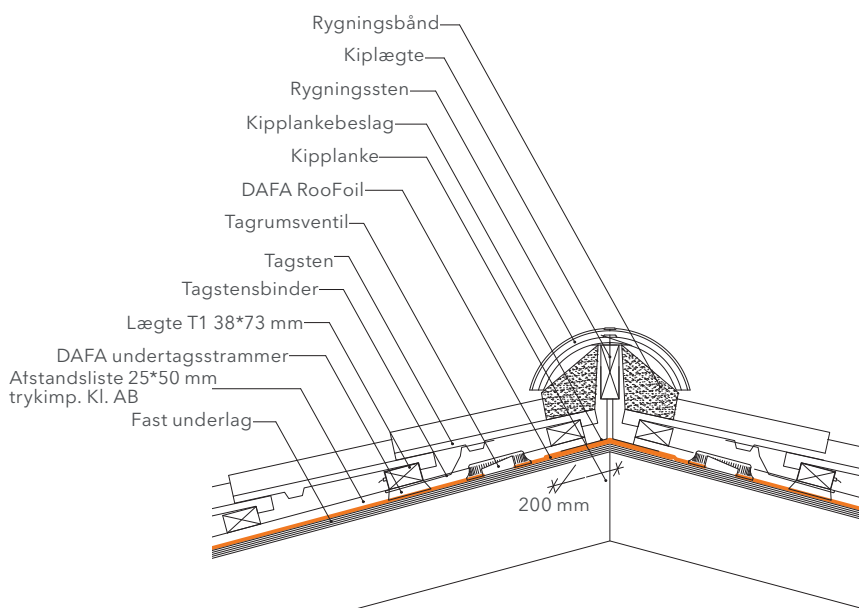 Rygningsbånd
Kiplægte
Rygningssten
Kipplankebeslag
Kipplanke
DAFA RooFoil
Tagrumsventil
Tagsten
Tagstensbinder
Lægte T1 38*73 mm
DAFA undertagsstrammer
Afstandsliste 25*50 mm
trykimp. Kl. AB
Fast underlag
200 mm